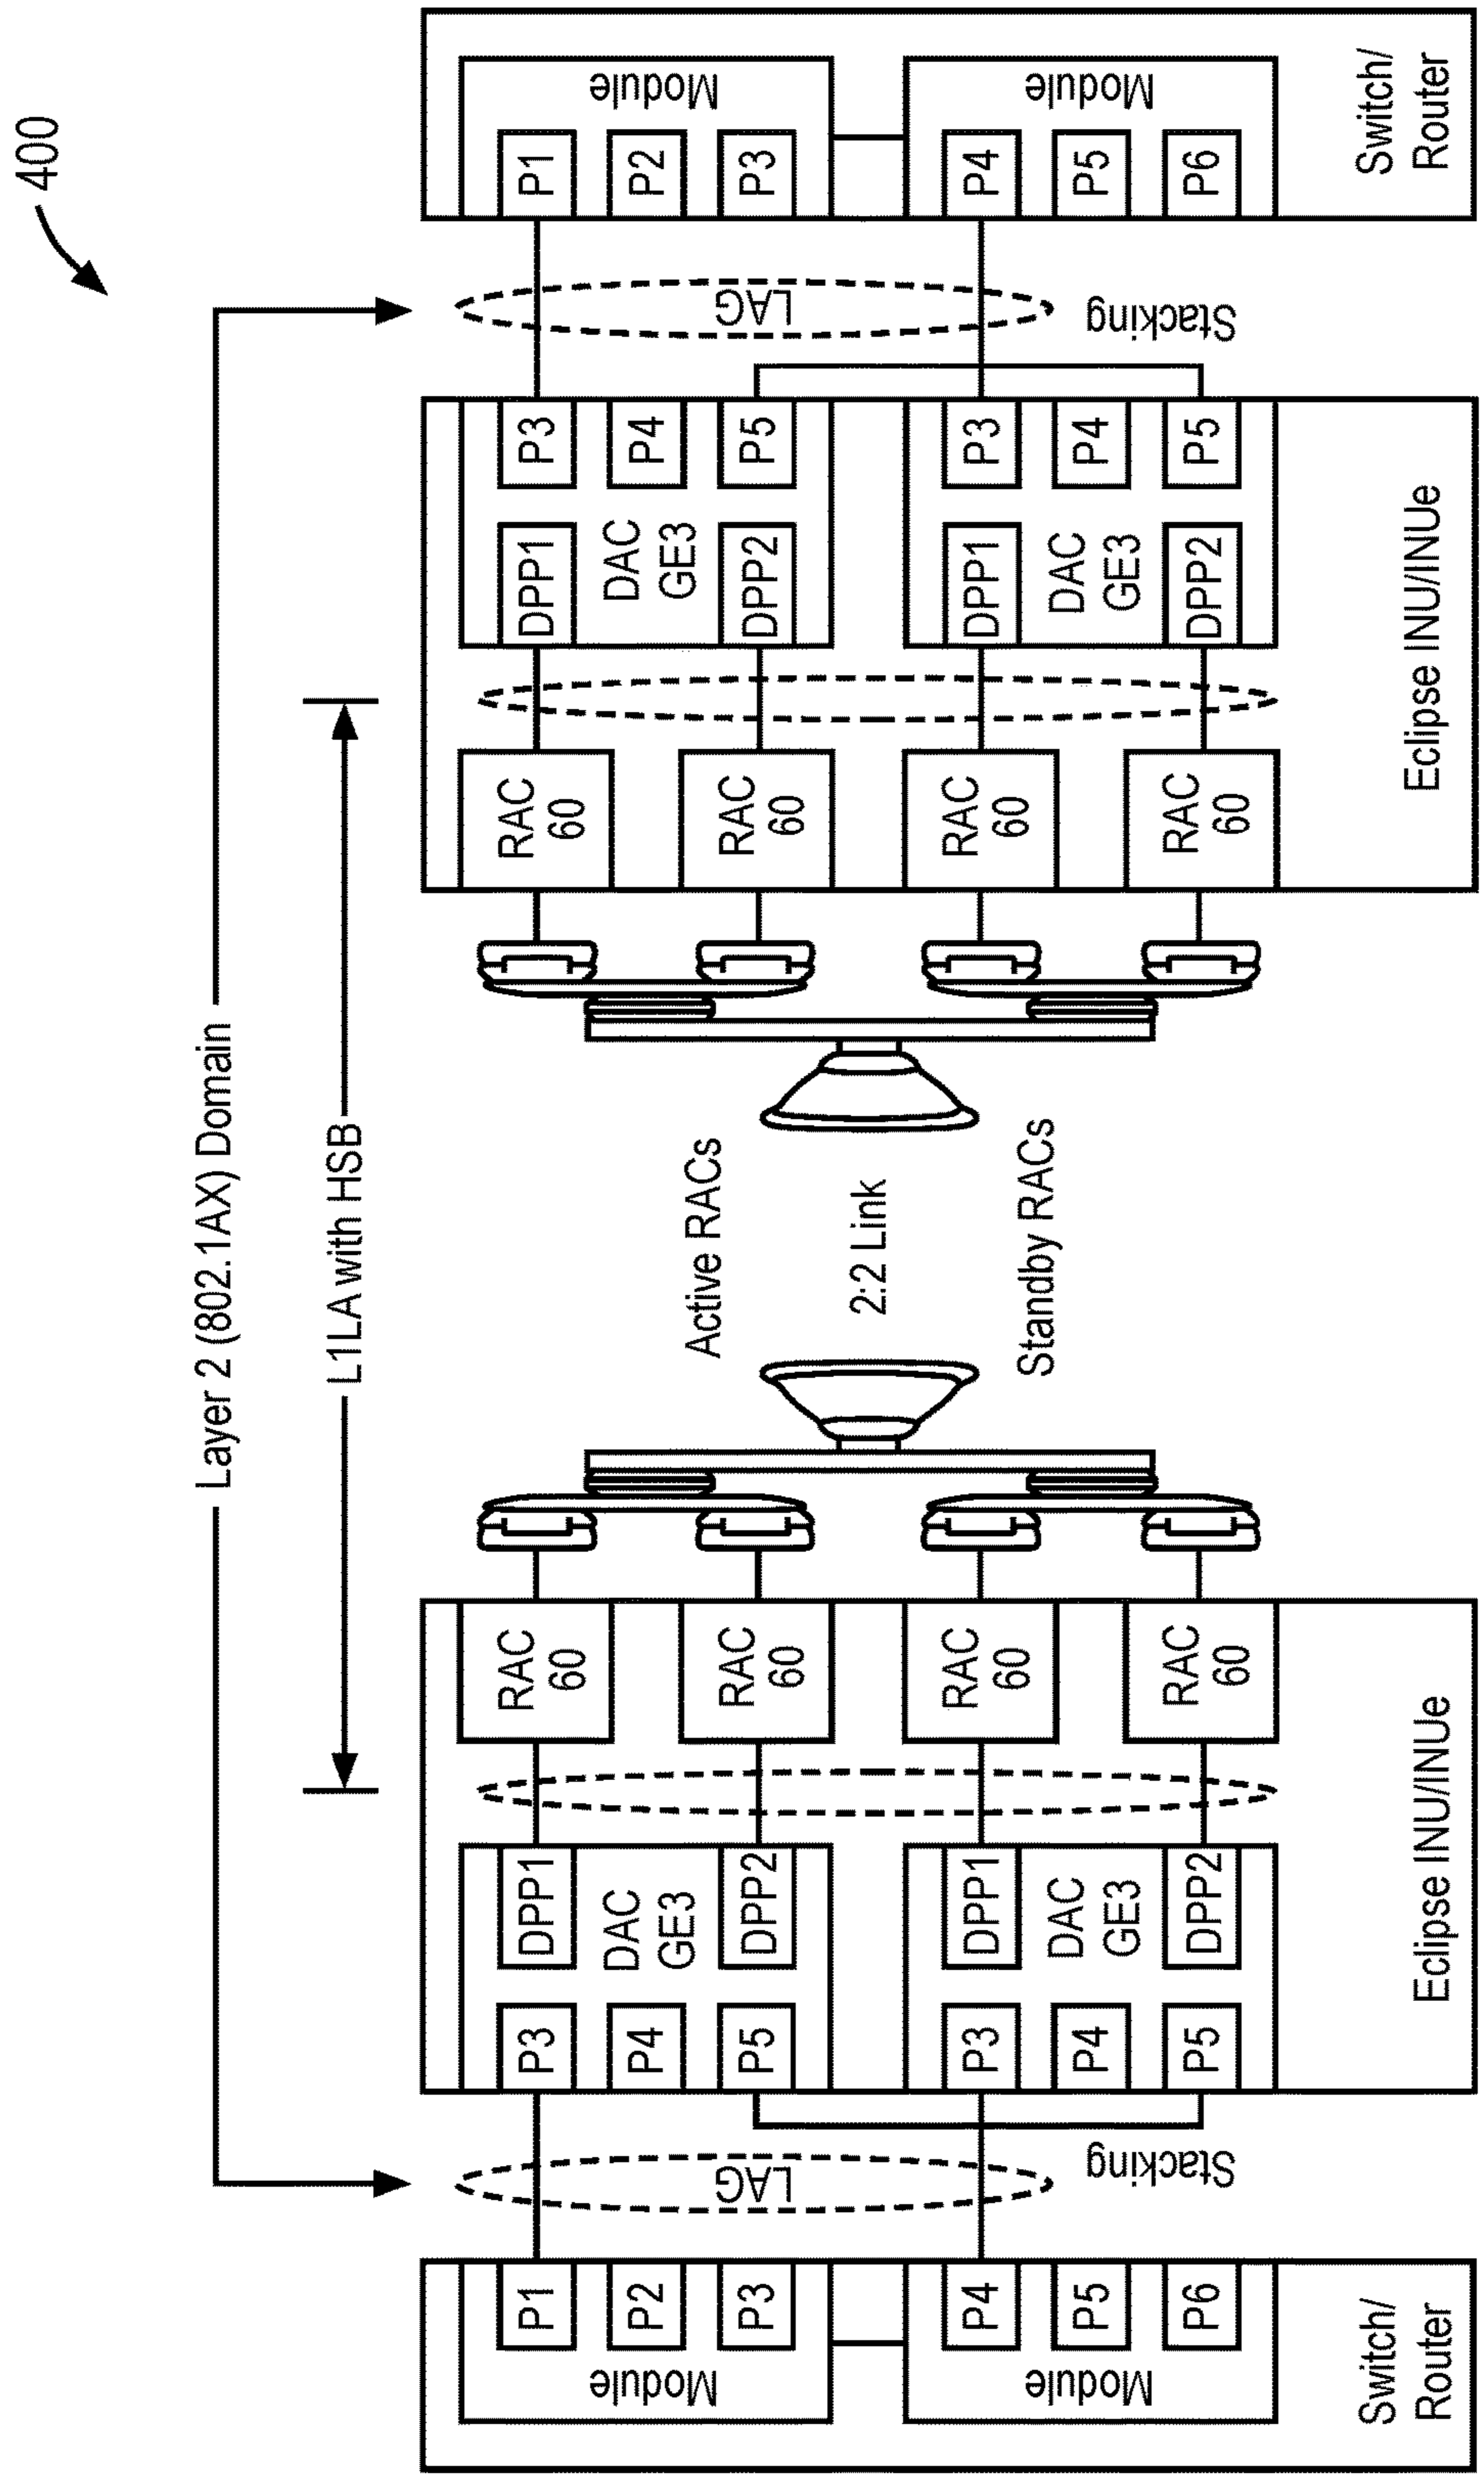 400
Layer 2 (802.1AX) Domain
L1LA with HSB
P1
P2
P3
Module
P4
P5
P6
Module
Switch/
Router
LAG
Stacking
P3
P4
P5
DPP1
DAC
GE3
DPP2
P3
P4
P5
DPP1
DAC
GE3
DPP2
RAC
60
RAC
60
RAC
60
RAC
60
Eclipse INU/INUe
Active RACs
2:2 Link
Standby RACs
RAC
60
RAC
60
RAC
60
RAC
60
DPP1
DAC
GE3
DPP2
P3
P4
P5
DPP1
DAC
GE3
DPP2
P3
P4
P5
Eclipse INU/INUe
LAG
Stacking
P1
P2
P3
Module
P4
P5
P6
Module
Switch/
Router